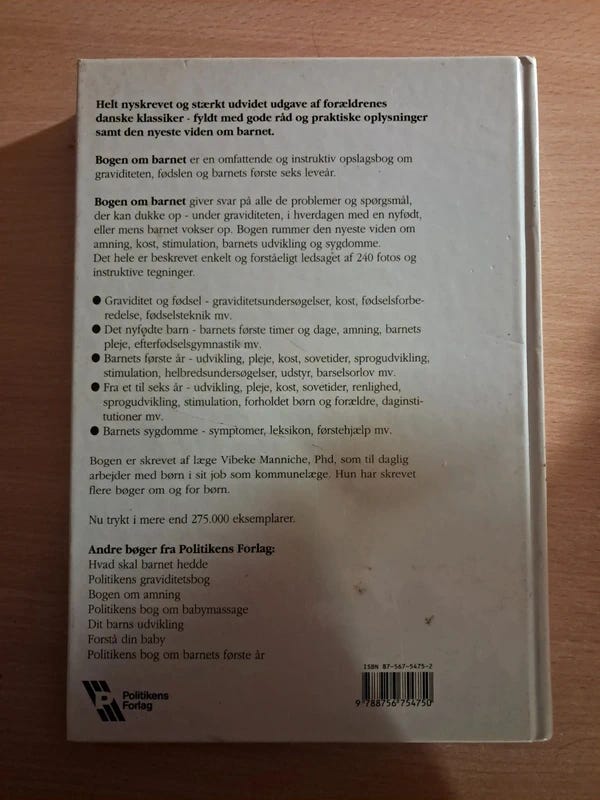 Helt nyskrevet og stærkt udvidet udgave af forældrenes
danske klassiker - fyldt med gode råd og praktiske oplysninger
samt den nyeste viden om barnet.
Bogen om barnet er en omfattende og instruktiv opslagsbog om
graviditeten, fødslen og barnets første seks leveår.
Bogen om barnet giver svar på alle de problemer og spørgsmål,
der kan dukke op - under graviditeten, i hverdagen med en nyfødt,
eller mens barnet vokser op. Bogen rummer den nyeste viden om
amning, kost, stimulation, barnets udvikling og sygdomme.
Det hele er beskrevet enkelt og forståeligt ledsaget af 240 fotos og
instruktive tegninger.
● Graviditet og fødsel - graviditetsundersøgelser, kost, fødselsforbe-
redelse, fødselsteknik mv.
● Det nyfødte barn - barnets første timer og dage, amning, barnets
pleje, efterfødselsgymnastik mv.
● Barnets første år - udvikling, pleje, kost, sovetider, sprogudvikling,
stimulation, helbredsundersøgelser, udstyr, barselsorlov mv.
● Fra et til seks år - udvikling, pleje, kost, sovetider, renlighed,
sprogudvikling, stimulation, forholdet børn og forældre, daginsti-
tutioner mv.
● Barnets sygdomme - symptomer, leksikon, førstehjælp mv.
Bogen er skrevet af læge Vibeke Manniche, Phd, som til daglig
arbejder med børn i sit job som kommunelæge. Hun har skrevet
flere bøger om og for børn.
Nu trykt i mere end 275.000 eksemplarer.
Andre bøger fra Politikens Forlag:
Hvad skal barnet hedde
Politikens graviditetsbog
Bogen om amning
Politikens bog om babymassage
Dit barns udvikling
Forstå din baby
Politikens bog om barnets første år
ISBN 87-567-5475-2
9 788756 754750
P Politikens
Forlag